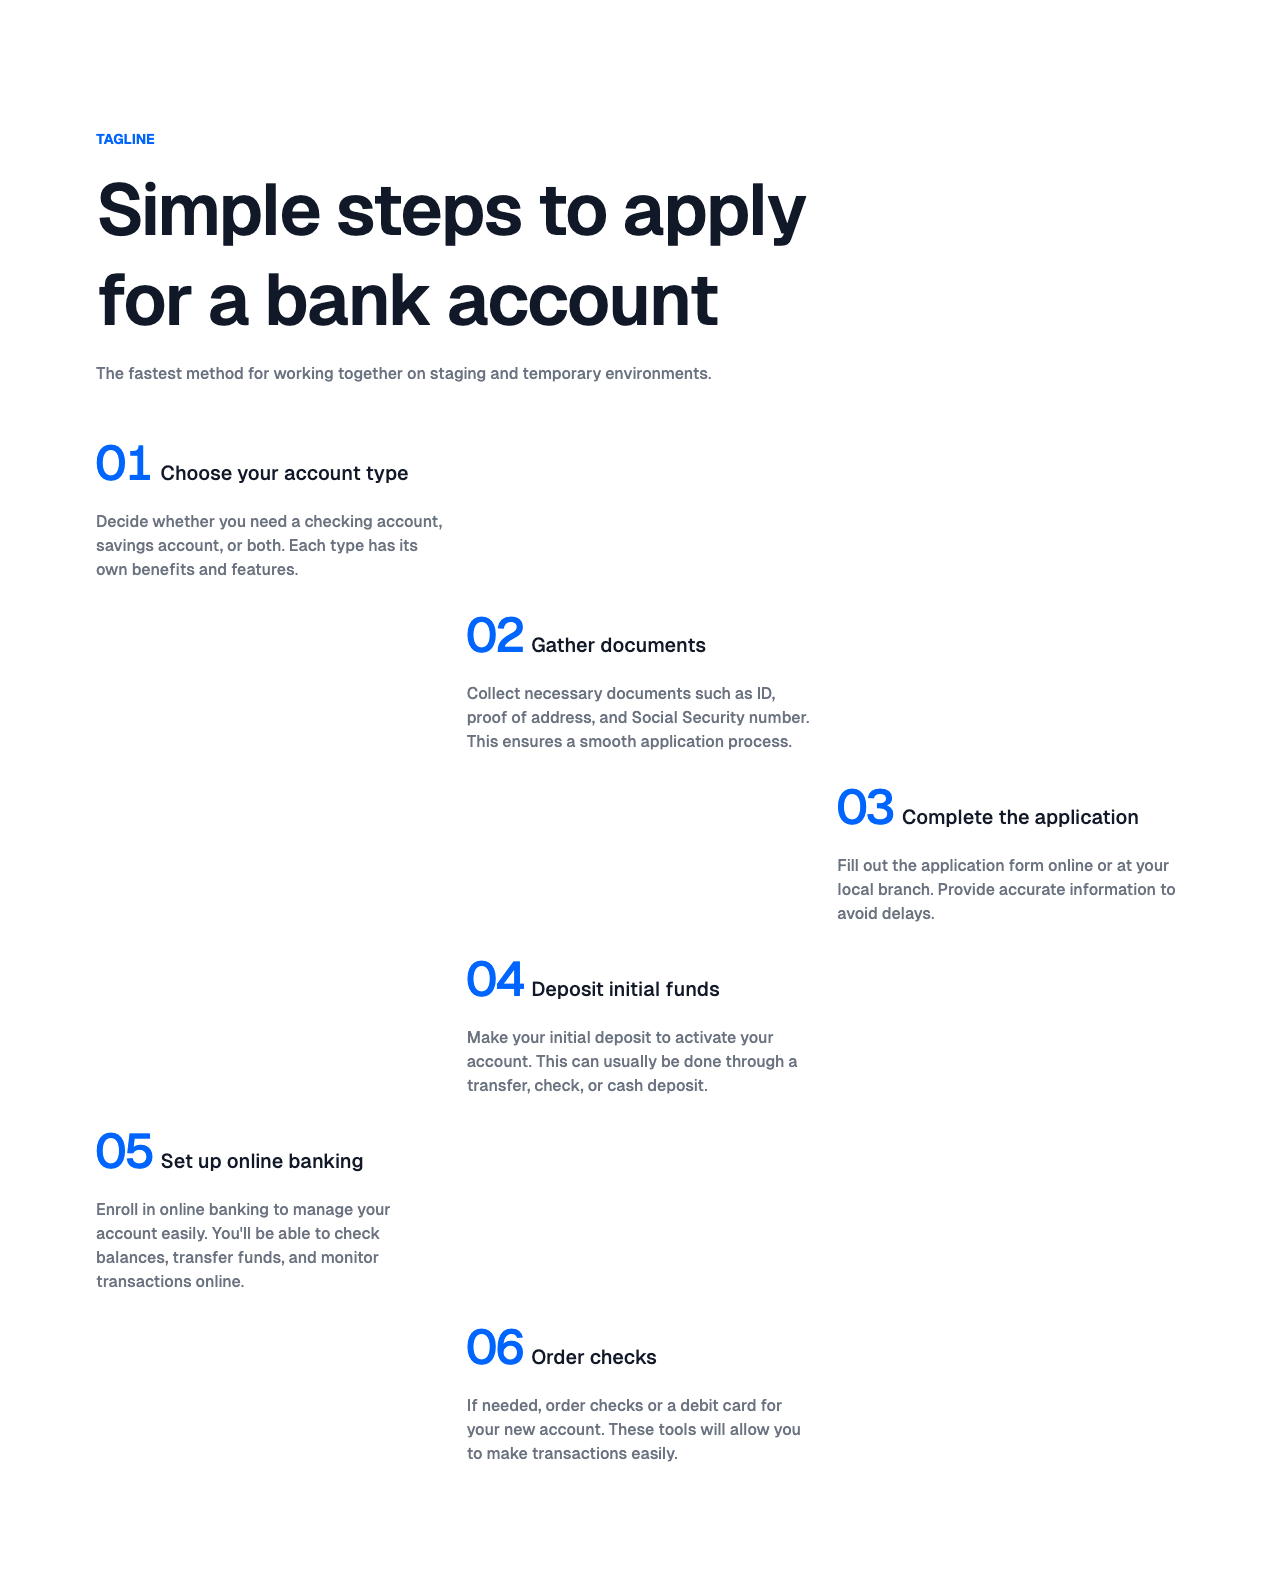 TAGLINE
Simple steps to apply
for a bank account
The fastest method for working together on staging and temporary environments.
01 Choose your account type
Decide whether you need a checking account,
savings account, or both. Each type has its
own benefits and features.
02 Gather documents
Collect necessary documents such as ID,
proof of address, and Social Security number.
This ensures a smooth application process.
03 Complete the application
Fill out the application form online or at your
local branch. Provide accurate information to
avoid delays.
04 Deposit initial funds
Make your initial deposit to activate your
account. This can usually be done through a
transfer, check, or cash deposit.
05 Set up online banking
Enroll in online banking to manage your
account easily. You'll be able to check
balances, transfer funds, and monitor
transactions online.
06 Order checks
If needed, order checks or a debit card for
your new account. These tools will allow you
to make transactions easily.